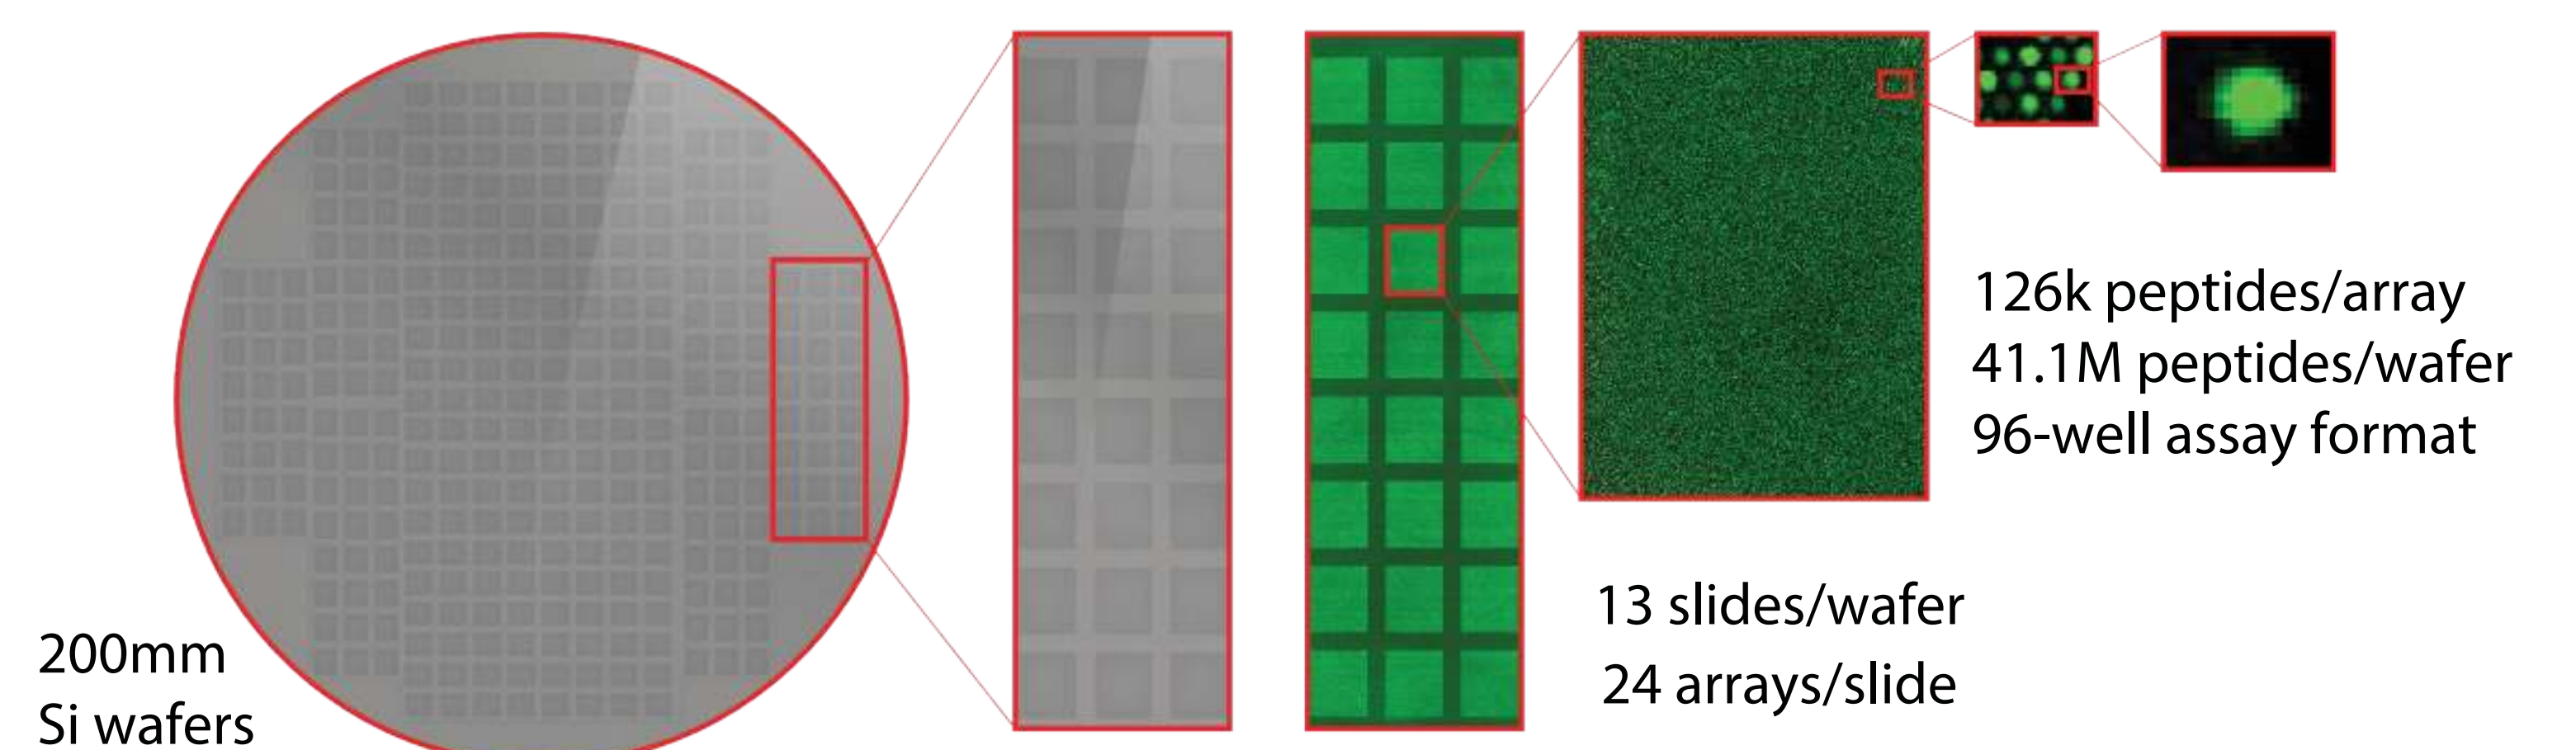 200mm
Si wafers
13 slides/wafer
24 arrays/slide
126k peptides/array
41.1M peptides/wafer
96-well assay format